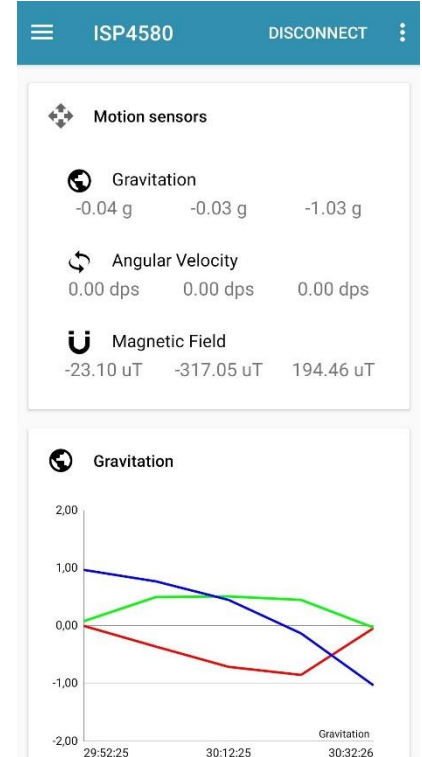 ISP4580 DISCONNECT
Motion sensors
Gravitation
-0.04 g -0.03 g -1.03 g
Angular Velocity
0.00 dps 0.00 dps 0.00 dps
Magnetic Field
-23.10 uT -317.05 uT 194.46 uT
Gravitation
2,00
1,00
0,00
-1,00
-2,00
Gravitation
29:52:25 30:12:25 30:32:26